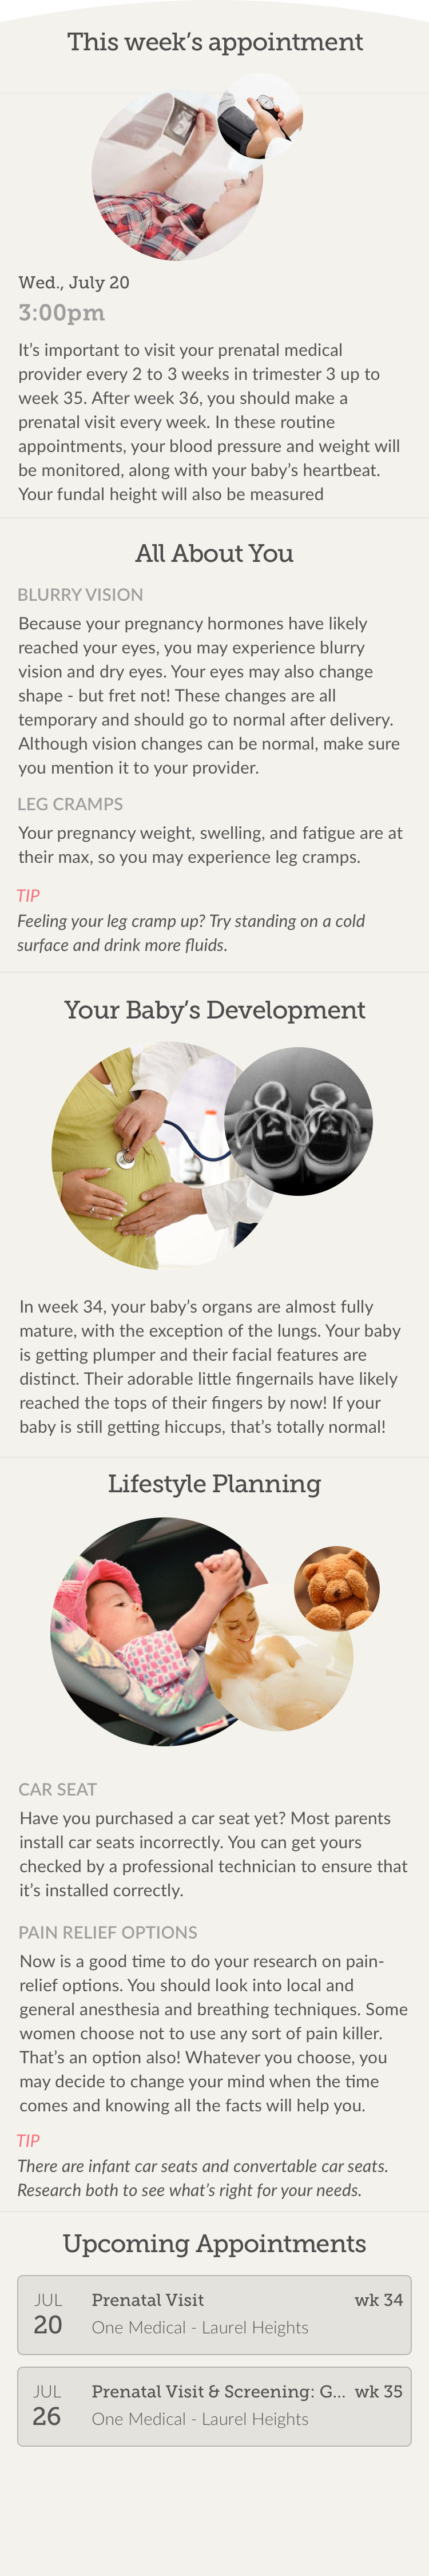 This week's appointment
Wed., July 20
3:00pm
It's important to visit your prenatal medical
provider every 2 to 3 weeks in trimester 3 up to
week 35. After week 36, you should make a
prenatal visit every week. In these routine
appointments, your blood pressure and weight will
be monitored, along with your baby's heartbeat.
Your fundal height will also be measured
All About You
BLURRY VISION
Because your pregnancy hormones have likely
reached your eyes, you may experience blurry
vision and dry eyes. Your eyes may also change
shape - but fret not! These changes are all
temporary and should go to normal after delivery.
Although vision changes can be normal, make sure
you mention it to your provider.
LEG CRAMPS
Your pregnancy weight, swelling, and fatigue are at
their max, so you may experience leg cramps.
TIP
Feeling your leg cramp up? Try standing on a cold
surface and drink more fluids.
Your Baby's Development
In week 34, your baby's organs are almost fully
mature, with the exception of the lungs. Your baby
is getting plumper and their facial features are
distinct. Their adorable little fingernails have likely
reached the tops of their fingers by now! If your
baby is still getting hiccups, that's totally normal!
Lifestyle Planning
CAR SEAT
Have you purchased a car seat yet? Most parents
install car seats incorrectly. You can get yours
checked by a professional technician to ensure that
it's installed correctly.
PAIN RELIEF OPTIONS
Now is a good time to do your research on pain-
relief options. You should look into local and
general anesthesia and breathing techniques. Some
women choose not to use any sort of pain killer.
That's an option also! Whatever you choose, you
may decide to change your mind when the time
comes and knowing all the facts will help you.
TIP
There are infant car seats and convertable car seats.
Research both to see what's right for your needs.
Upcoming Appointments
JUL 20 Prenatal Visit wk 34
One Medical - Laurel Heights
JUL 26 Prenatal Visit & Screening: G... wk 35
One Medical - Laurel Heights